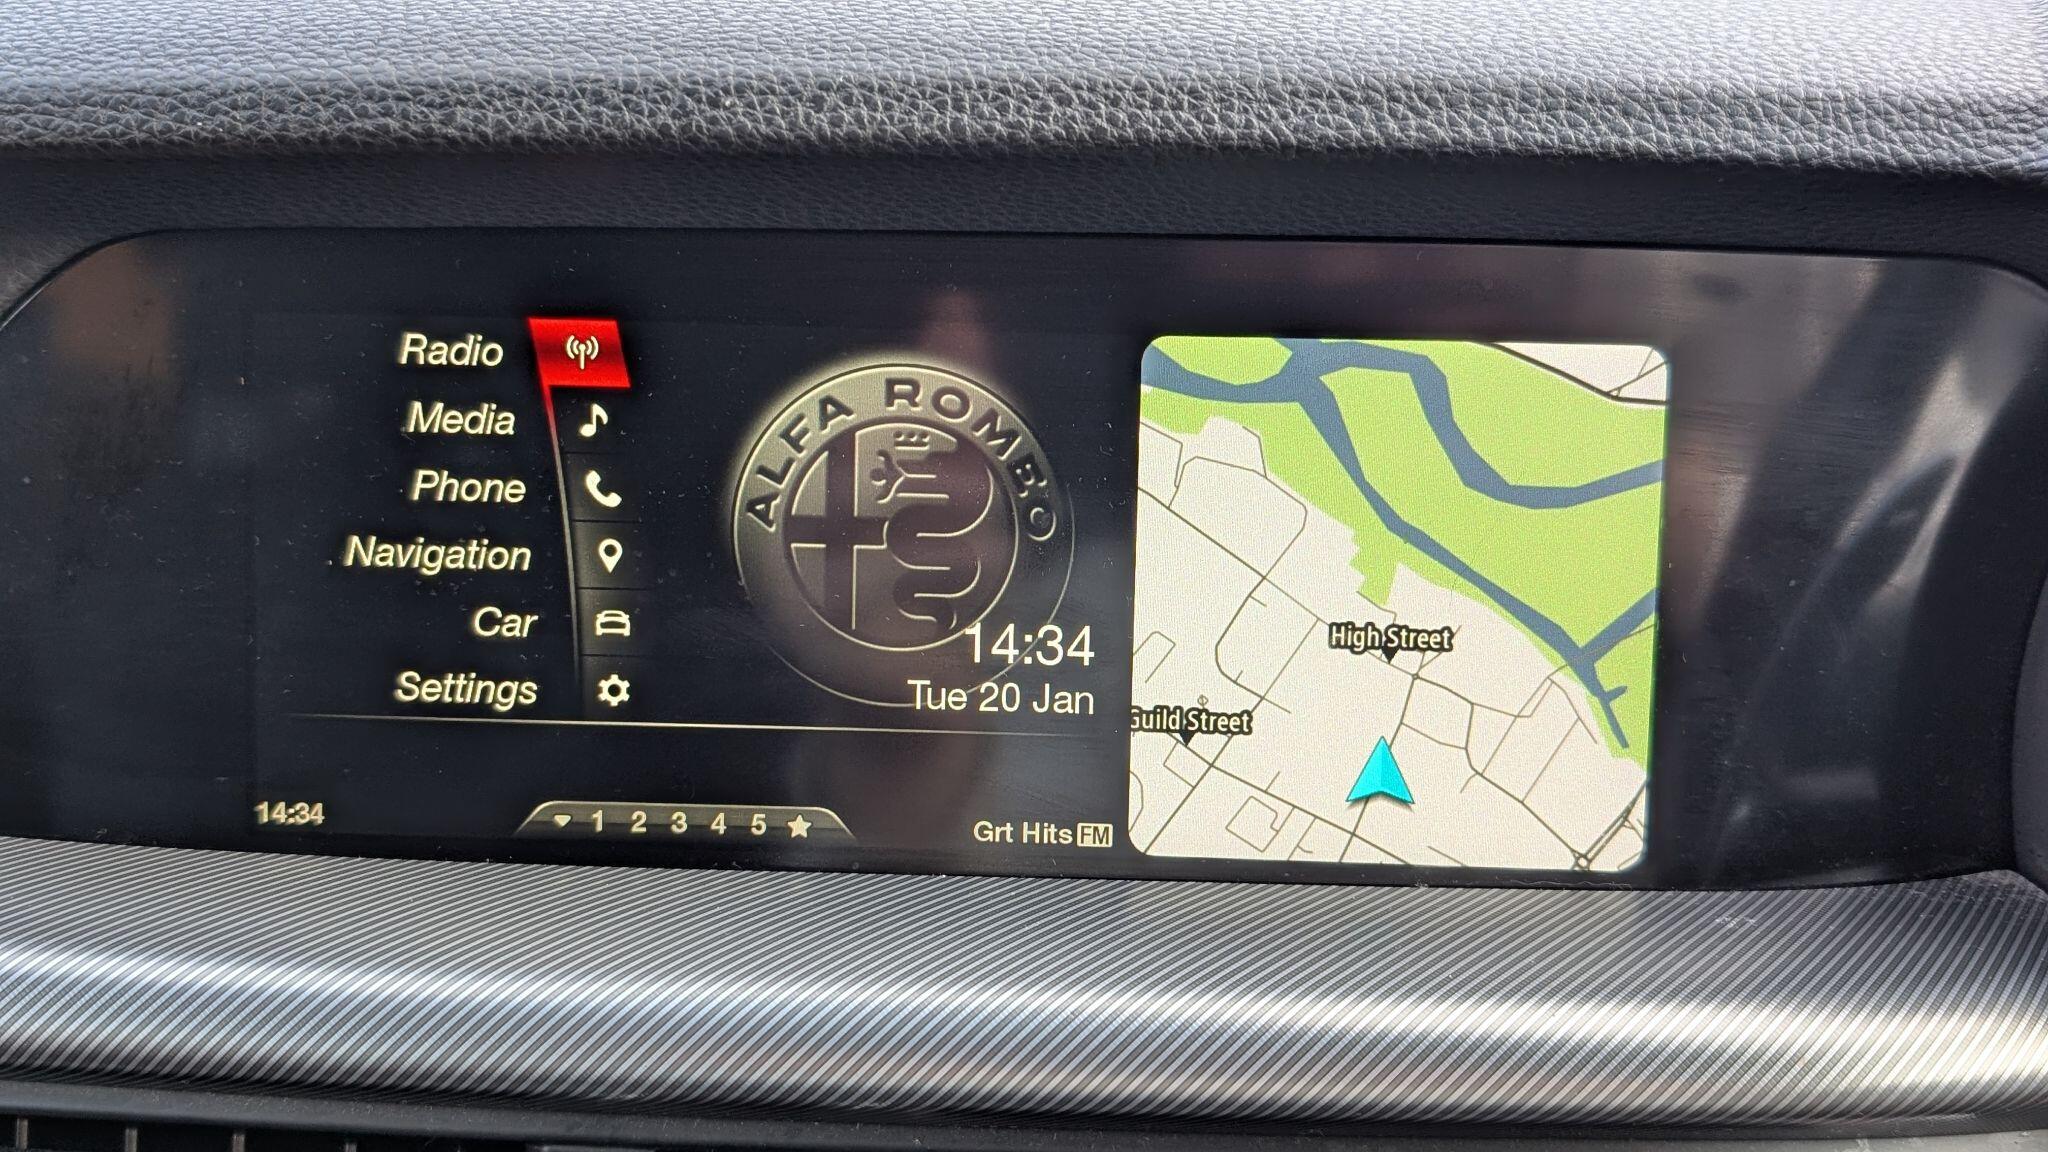 Radio
Media
Phone
Navigation
Car
Settings
ALFA ROMEO
14:34
Tue 20 Jan
14:34
1 2 3 4 5
Grt Hits FM
High Street
Guild Street